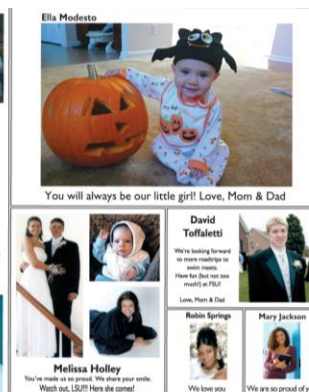 Ella Modesto
You will always be our little girl! Love, Mom & Dad
David
Toffaletti
We're looking forward
to more roadtrips to
swim meets.
Have fun (but not too
much!) at FSU!
Love, Mom & Dad
Melissa Holley
You've made us so proud. We share your smile.
Watch out, LSU!!! Here she comes!
Robin Springs
We love you
Mary Jackson
We are so proud of